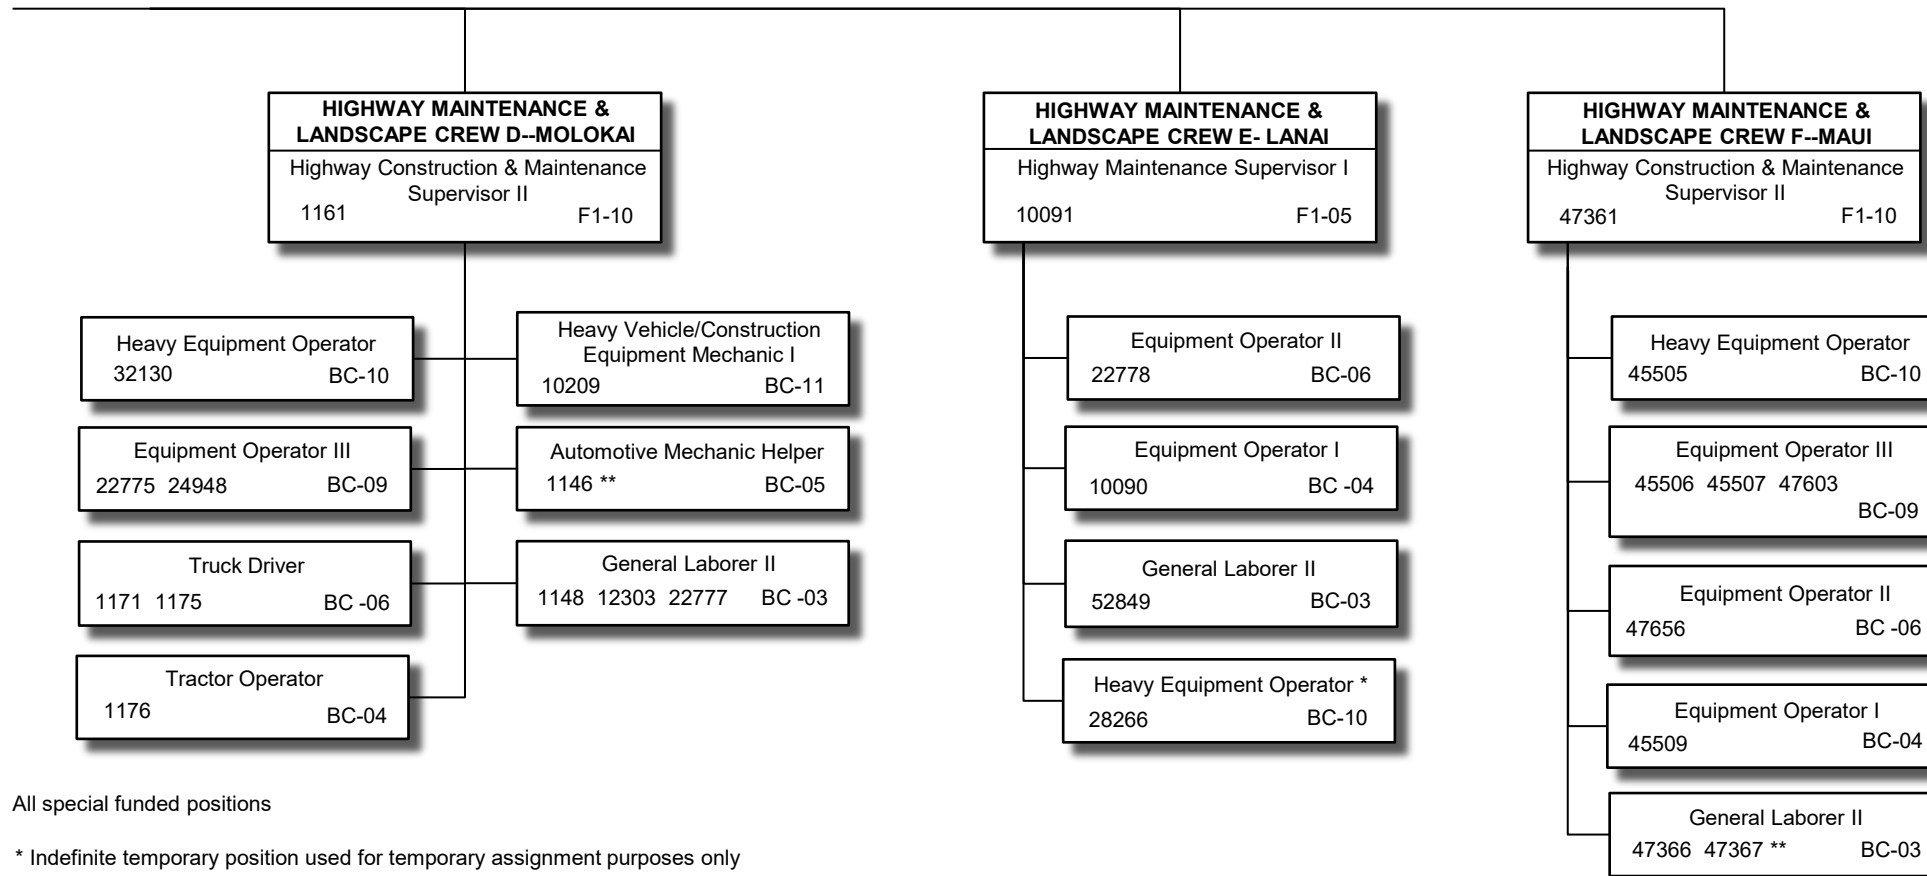 HIGHWAY MAINTENANCE &
LANDSCAPE CREW D--MOLOKAI
Highway Construction & Maintenance
Supervisor II
1161 F1-10
Heavy Equipment Operator
32130 BC-10
Equipment Operator III
22775 24948 BC-09
Truck Driver
1171 1175 BC -06
Tractor Operator
1176 BC-04
Heavy Vehicle/Construction
Equipment Mechanic I
10209 BC-11
Automotive Mechanic Helper
1146 ** BC-05
General Laborer II
1148 12303 22777 BC -03
HIGHWAY MAINTENANCE &
LANDSCAPE CREW E- LANAI
Highway Maintenance Supervisor I
10091 F1-05
Equipment Operator II
22778 BC-06
Equipment Operator I
10090 BC -04
General Laborer II
52849 BC-03
Heavy Equipment Operator *
28266 BC-10
HIGHWAY MAINTENANCE &
LANDSCAPE CREW F--MAUI
Highway Construction & Maintenance
Supervisor II
47361 F1-10
Heavy Equipment Operator
45505 BC-10
Equipment Operator III
45506 45507 47603
BC-09
Equipment Operator II
47656 BC -06
Equipment Operator I
45509 BC-04
General Laborer II
47366 47367 ** BC-03
All special funded positions
* Indefinite temporary position used for temporary assignment purposes only